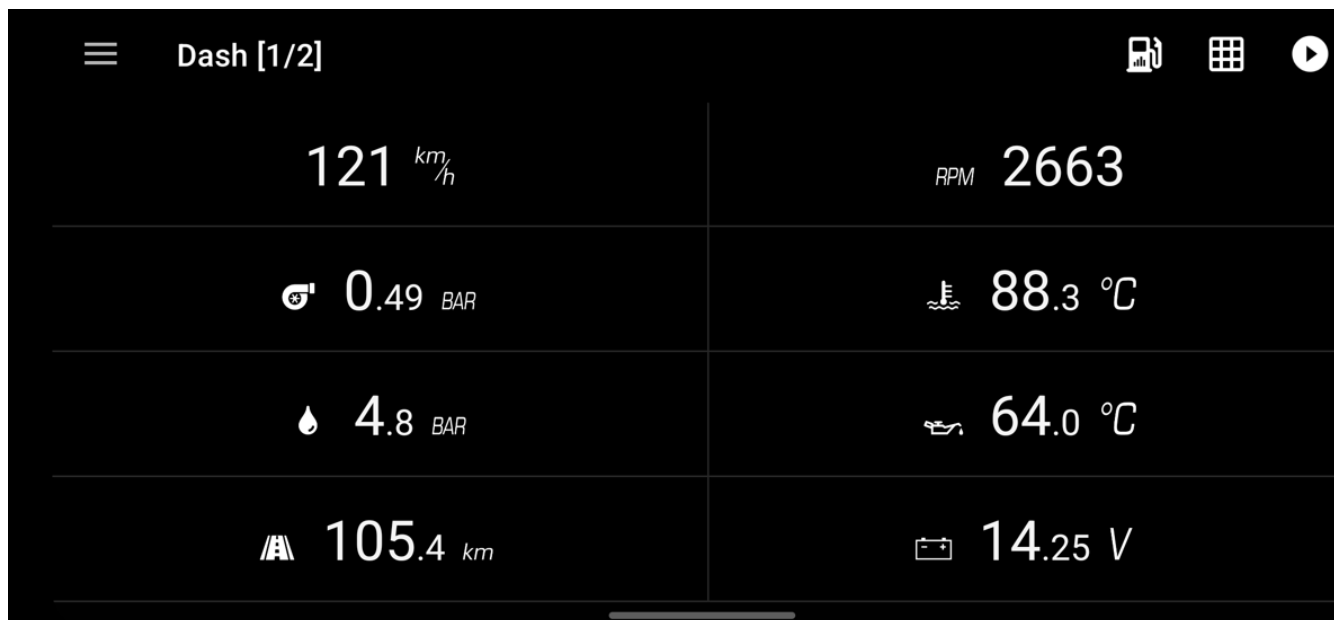 Dash [1/2]
121 km/h
RPM 2663
0.49 BAR
88.3 °C
4.8 BAR
64.0 °C
105.4 km
14.25 V